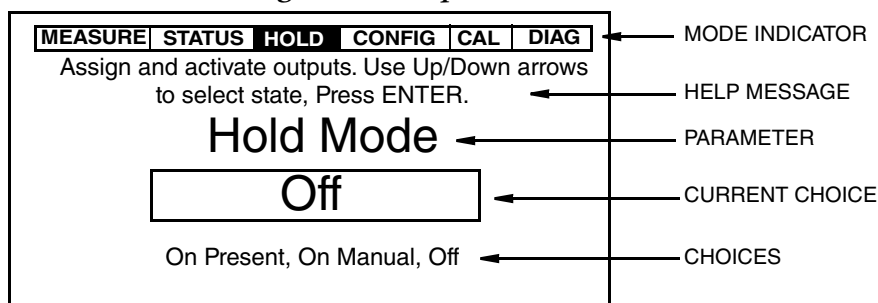 MEASURE STATUS HOLD CONFIG CAL DIAG MODE INDICATOR
Assign and activate outputs. Use Up/Down arrows
to select state, Press ENTER. HELP MESSAGE
Hold Mode PARAMETER
Off CURRENT CHOICE
On Present, On Manual, Off CHOICES